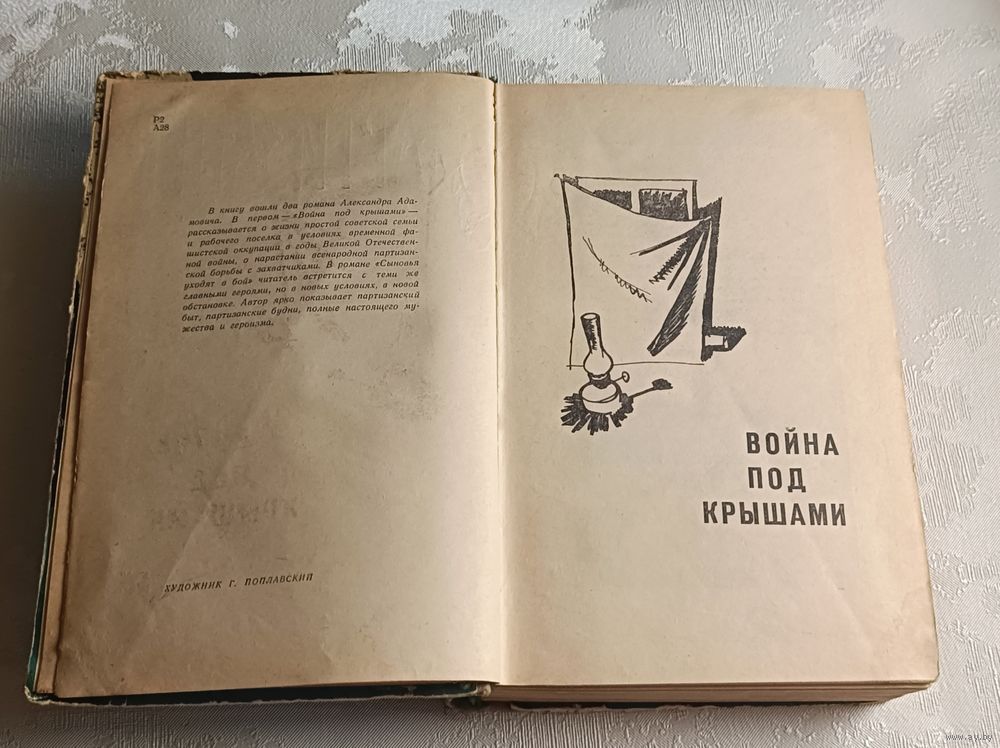 Р2
А28
В книгу вошли два романа Александра Ада-
мовича. В первом — «Война под крышами» —
рассказывается о жизни простой советской семьи
и рабочего поселка в условиях временной фа-
шистской оккупации в годы Великой Отечествен-
ной войны, о нарастании всенародной партизан-
ской борьбы с захватчиками. В романе «Сыновья
уходят в бой» читатель встретится с теми же
главными героями, но в новых условиях, в новой
обстановке. Автор ярко показывает партизанский
быт, партизанские будни, полные настоящего му-
жества и героизма.
ХУДОЖНИК Г. ПОПЛАВСКИЙ
ВОЙНА
ПОД
КРЫШАМИ
www.ay.by